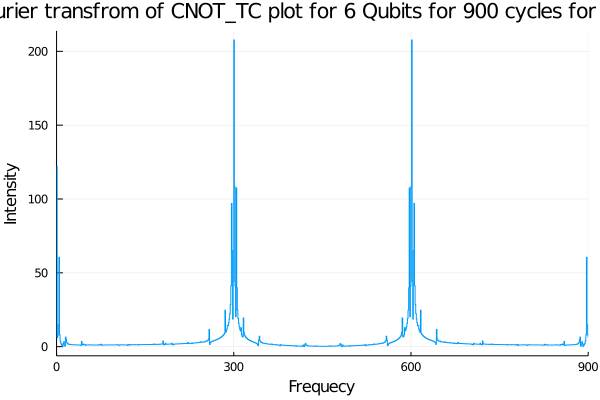 urier transfrom of CNOT_TC plot for 6 Qubits for 900 cycles for
200
150
100
50
0
Intensity
0 300 600 900
Frequecy